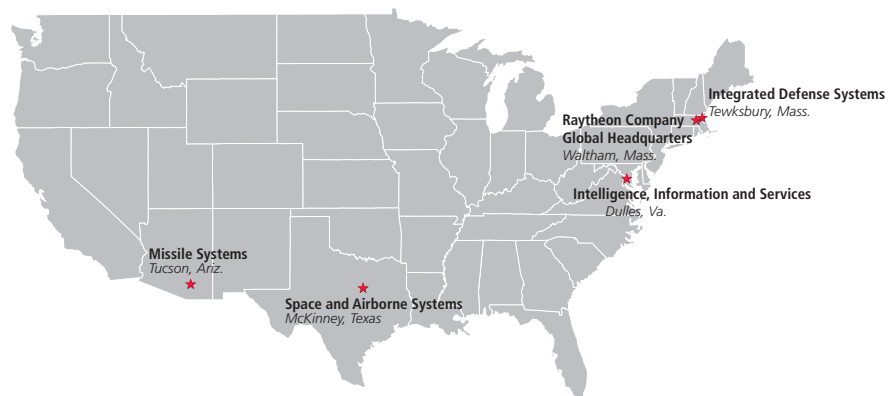 Integrated Defense Systems
Tewksbury, Mass.
Raytheon Company
Global Headquarters
Waltham, Mass.
Intelligence, Information and Services
Dulles, Va.
Missile Systems
Tucson, Ariz.
Space and Airborne Systems
McKinney, Texas